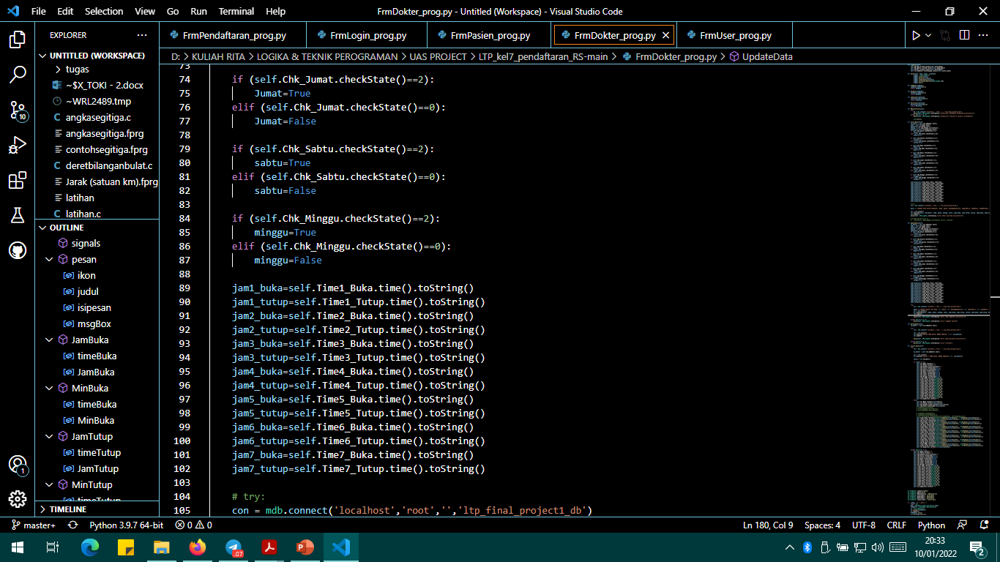 File Edit Selection View Go Run Terminal Help FrmDokter_prog.py - Untitled (Workspace) - Visual Studio Code
EXPLORER ···
FrmPendaftaran_prog.py FrmLogin_prog.py FrmPasien_prog.py FrmDokter_prog.py FrmUser_prog.py
D: > KULIAH RITA > LOGIKA & TEKNIK PEROGRAMAN > UAS PROJECT > LTP_kel7_pendaftaran_RS-main > FrmDokter_prog.py > UpdateData
UNTITLED (WORKSPACE)
tugas
~$X_TOKI - 2.docx
~WRL2489.tmp
angkasegitiga.c
angkasegitiga.fprg
contohsegitiga.fprg
deretbilanganbulat.c
Jarak (satuan km).fprg
latihan
latihan.c
OUTLINE
signals
pesan
ikon
judul
isipesan
msgBox
JamBuka
timeBuka
JamBuka
MinBuka
timeBuka
MinBuka
JamTutup
timeTutup
JamTutup
MinTutup
timeTutup
TIMELINE
10
1
73
74 if (self.Chk_Jumat.checkState()==2):
75 Jumat=True
76 elif (self.Chk_Jumat.checkState()==0):
77 Jumat=False
78
79 if (self.Chk_Sabtu.checkState()==2):
80 sabtu=True
81 elif (self.Chk_Sabtu.checkState()==0):
82 sabtu=False
83
84 if (self.Chk_Minggu.checkState()==2):
85 minggu=True
86 elif (self.Chk_Minggu.checkState()==0):
87 minggu=False
88
89 jam1_buka=self.Time1_Buka.time().toString()
90 jam1_tutup=self.Time1_Tutup.time().toString()
91 jam2_buka=self.Time2_Buka.time().toString()
92 jam2_tutup=self.Time2_Tutup.time().toString()
93 jam3_buka=self.Time3_Buka.time().toString()
94 jam3_tutup=self.Time3_Tutup.time().toString()
95 jam4_buka=self.Time4_Buka.time().toString()
96 jam4_tutup=self.Time4_Tutup.time().toString()
97 jam5_buka=self.Time5_Buka.time().toString()
98 jam5_tutup=self.Time5_Tutup.time().toString()
99 jam6_buka=self.Time6_Buka.time().toString()
100 jam6_tutup=self.Time6_Tutup.time().toString()
101 jam7_buka=self.Time7_Buka.time().toString()
102 jam7_tutup=self.Time7_Tutup.time().toString()
103
104 # try:
105 con = mdb.connect('localhost','root','','ltp_final_project1_db')
master+ Python 3.9.7 64-bit 0 0 Ln 180, Col 9 Spaces: 4 UTF-8 CRLF Python
.07
20:33
10/01/2022
2